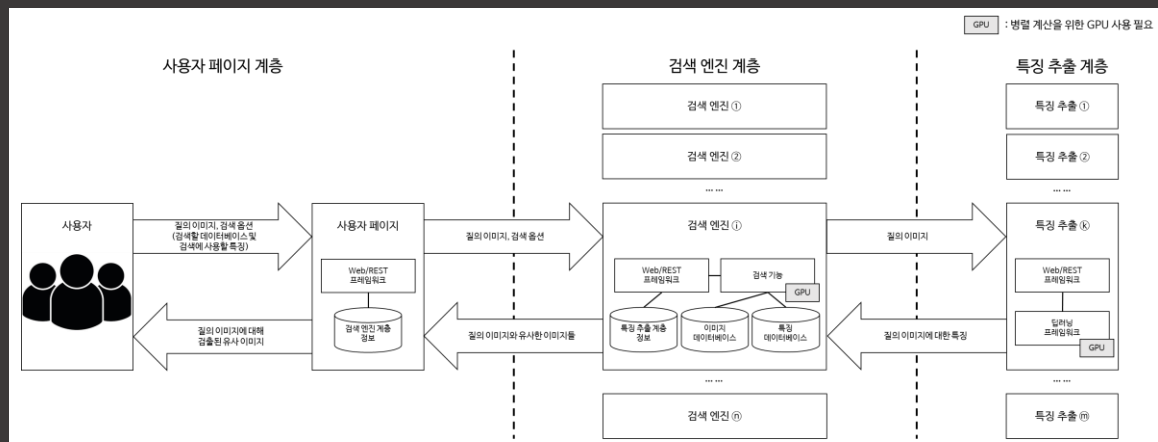 GPU : 병렬 계산을 위한 GPU 사용 필요
사용자 페이지 계층
검색 엔진 계층
특징 추출 계층
검색 엔진 ①
특징 추출 ①
검색 엔진 ②
특징 추출 ②
... ...
... ...
사용자
질의 이미지, 검색 옵션
(검색할 데이터베이스 및
검색에 사용할 특징)
사용자 페이지
질의 이미지, 검색 옵션
검색 엔진 ⓘ
질의 이미지
특징 추출 ⓚ
Web/REST
프레임워크
검색 엔진 계층
정보
Web/REST
프레임워크
검색 기능
GPU
특징 추출 계층
정보
이미지
데이터베이스
특징
데이터베이스
Web/REST
프레임워크
딥러닝
프레임워크
GPU
질의 이미지에 대해
검출된 유사 이미지
질의 이미지와 유사한 이미지들
질의 이미지에 대한 특징
... ...
... ...
검색 엔진 ⓝ
특징 추출 ⓜ